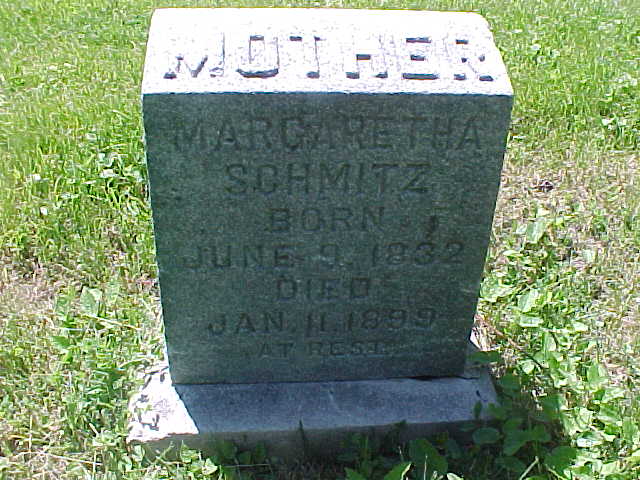 MOTHER
MARGARETHA
SCHMITZ
BORN
JUNE 9, 1832
DIED
JAN. 11, 1899
AT REST.